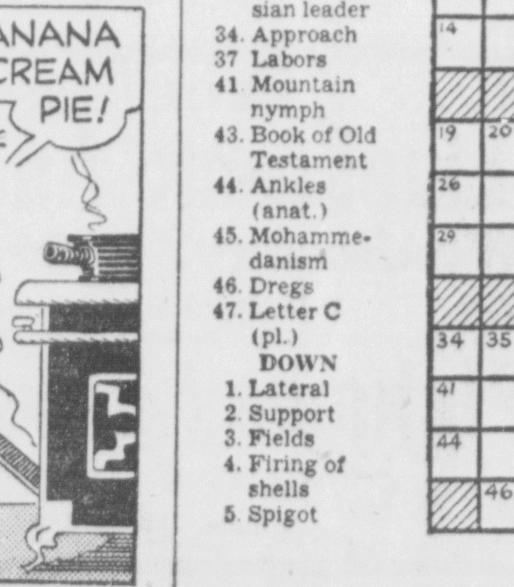 ANANA
CREAM
PIE!
sian leader
34. Approach
37 Labors
41. Mountain
nymph
43. Book of Old
Testament
44. Ankles
(anat.)
45. Mohamme-
danism
46. Dregs
47. Letter C
(pl.)
DOWN
1. Lateral
2. Support
3. Fields
4. Firing of
shells
5. Spigot
14
19 20
26
29
34 35
41
44
46